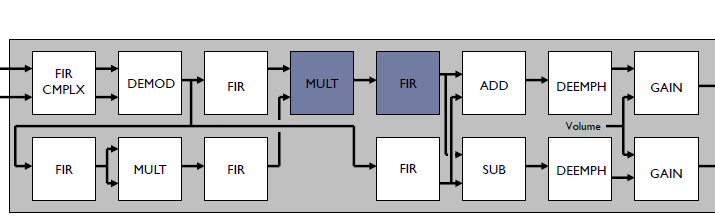 FIR
CMPLX
DEMOD
FIR
MULT
FIR
ADD
DEEMPH
GAIN
Volume
FIR
MULT
FIR
FIR
SUB
DEEMPH
GAIN